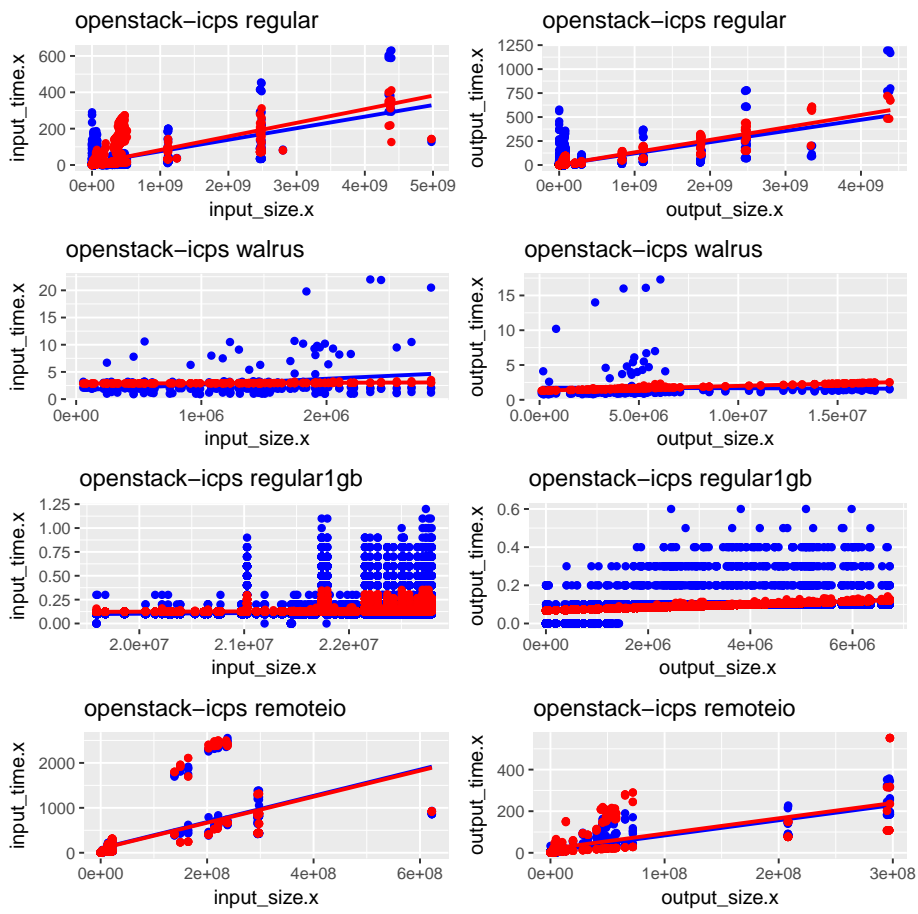 openstack−icps regular
input_time.x
600
400
200
0
0e+00 1e+09 2e+09 3e+09 4e+09 5e+09
input_size.x
openstack−icps regular
output_time.x
1250
1000
750
500
250
0
0e+00 1e+09 2e+09 3e+09 4e+09
output_size.x
openstack−icps walrus
input_time.x
20
15
10
5
0
0e+00 1e+06 2e+06
input_size.x
openstack−icps walrus
output_time.x
15
10
5
0
0.0e+00 5.0e+06 1.0e+07 1.5e+07
output_size.x
openstack−icps regular1gb
input_time.x
1.25
1.00
0.75
0.50
0.25
0.00
2.0e+07 2.1e+07 2.2e+07
input_size.x
openstack−icps regular1gb
output_time.x
0.6
0.4
0.2
0.0
0e+00 2e+06 4e+06 6e+06
output_size.x
openstack−icps remoteio
input_time.x
2000
1000
0
0e+00 2e+08 4e+08 6e+08
input_size.x
openstack−icps remoteio
output_time.x
400
200
0
0e+00 1e+08 2e+08 3e+08
output_size.x